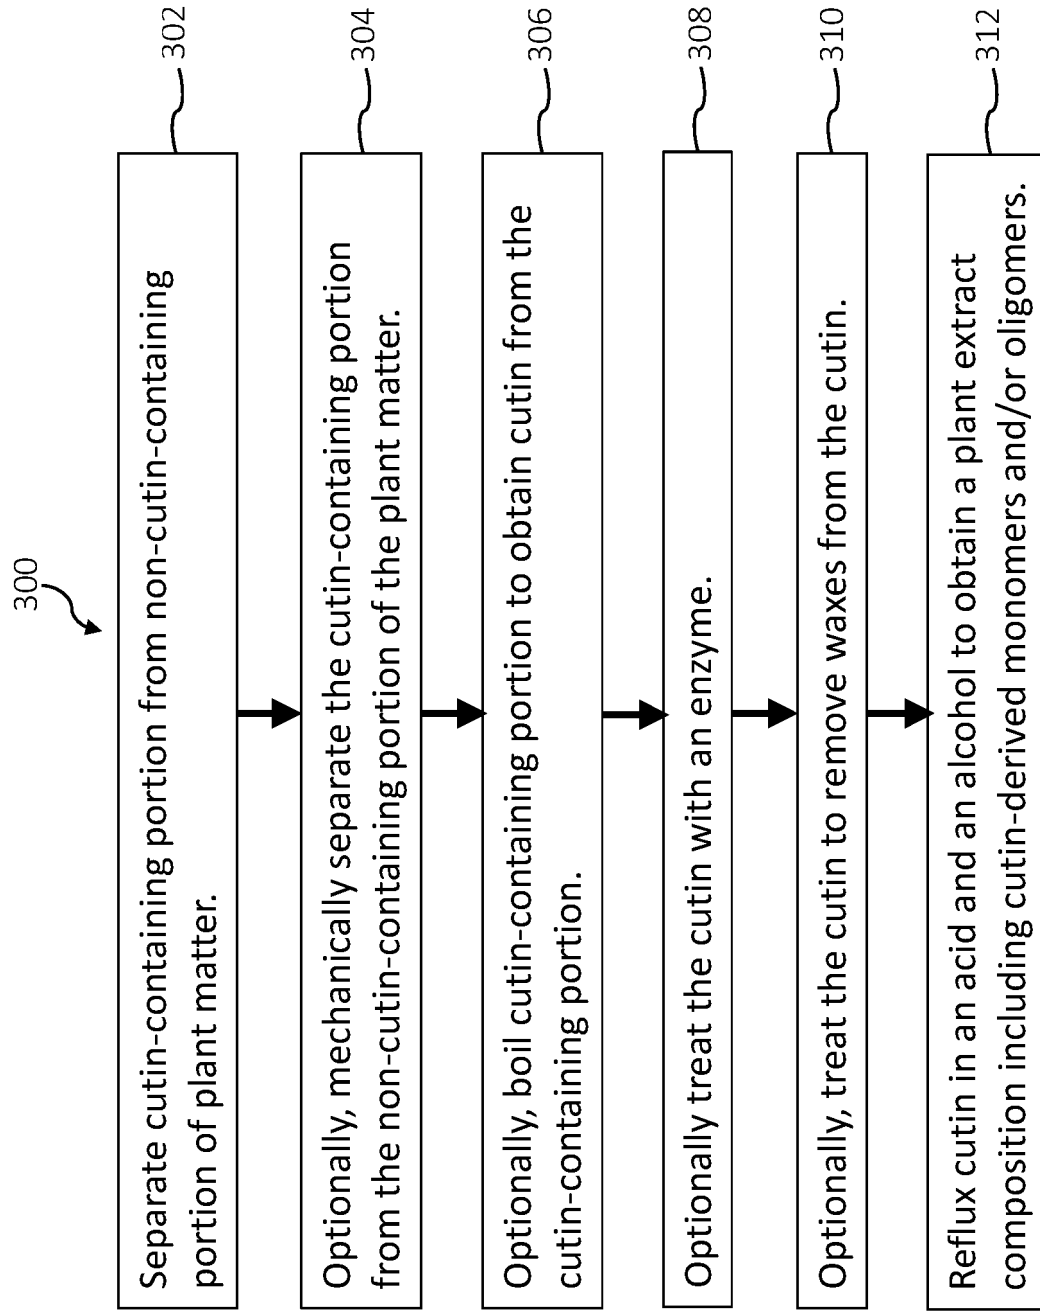 300
Separate cutin-containing portion from non-cutin-containing
portion of plant matter.
302
Optionally, mechanically separate the cutin-containing portion
from the non-cutin-containing portion of the plant matter.
304
Optionally, boil cutin-containing portion to obtain cutin from the
cutin-containing portion.
306
Optionally treat the cutin with an enzyme.
308
Optionally, treat the cutin to remove waxes from the cutin.
310
Reflux cutin in an acid and an alcohol to obtain a plant extract
composition including cutin-derived monomers and/or oligomers.
312